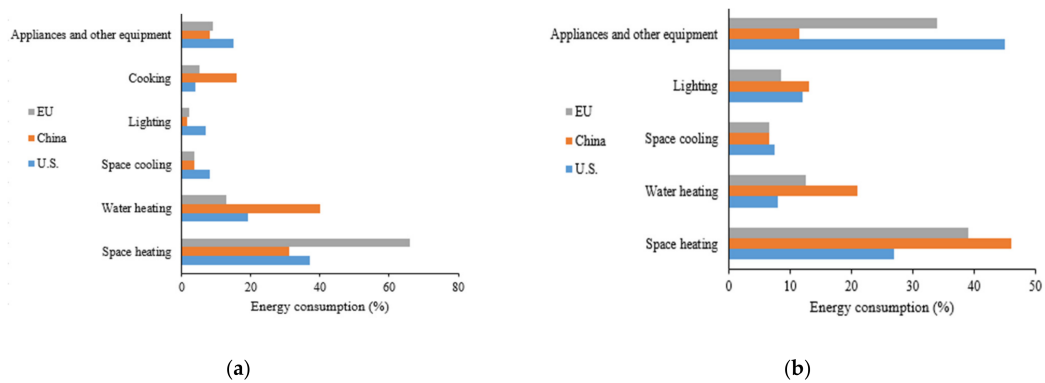 Appliances and other equipment
Cooking
Lighting
Space cooling
Water heating
Space heating
EU
China
U.S.
0 20 40 60 80
Energy consumption (%)
(a)
Appliances and other equipment
Lighting
Space cooling
Water heating
Space heating
EU
China
U.S.
0 10 20 30 40 50
Energy consumption (%)
(b)